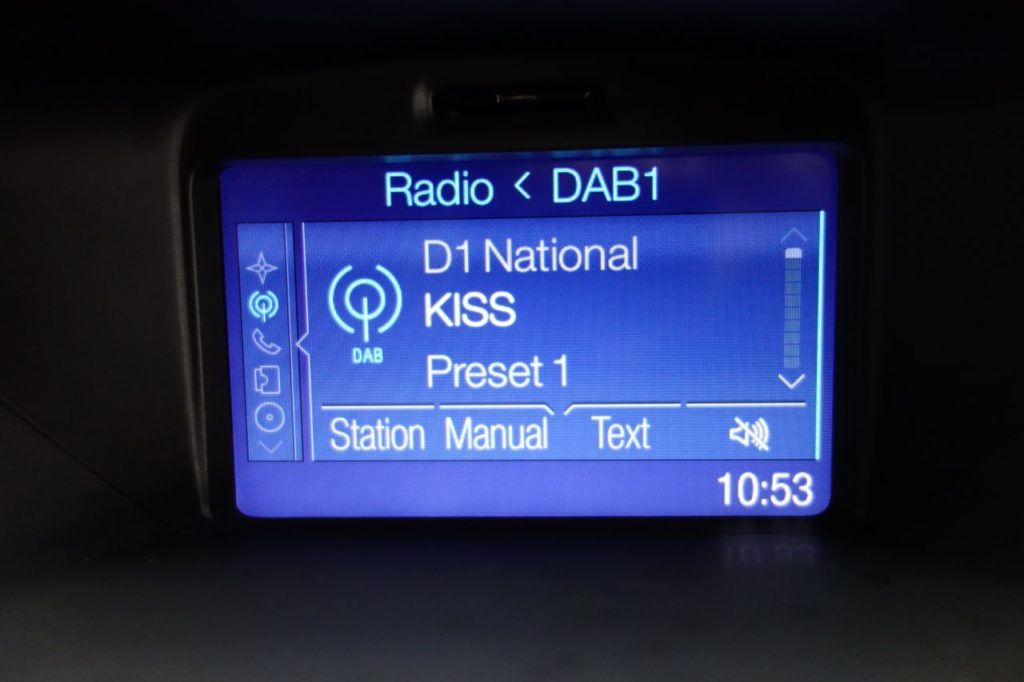 Radio < DAB1
D1 National
KISS
DAB
Preset 1
Station Manual Text
10:53